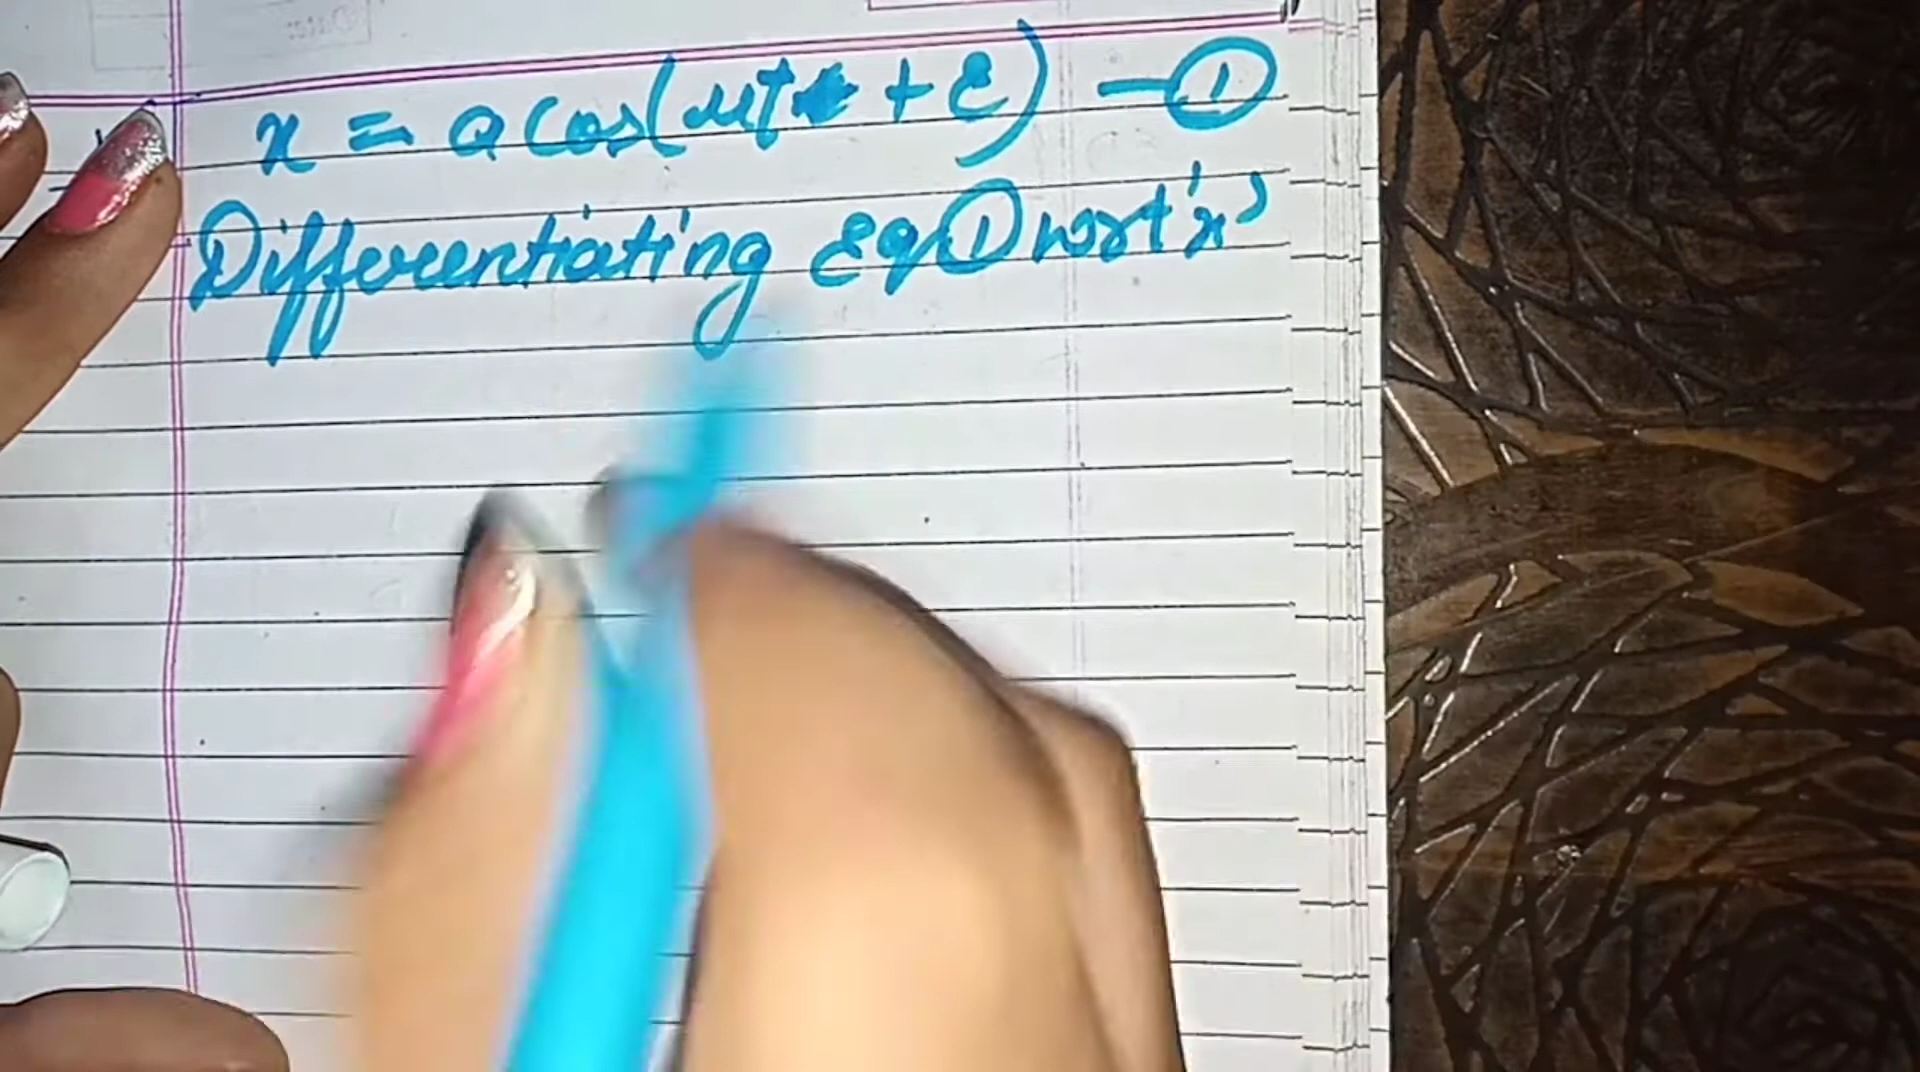 x = a cos(μt + ε) — ①
Differentiating Eq ① wrt 'x'